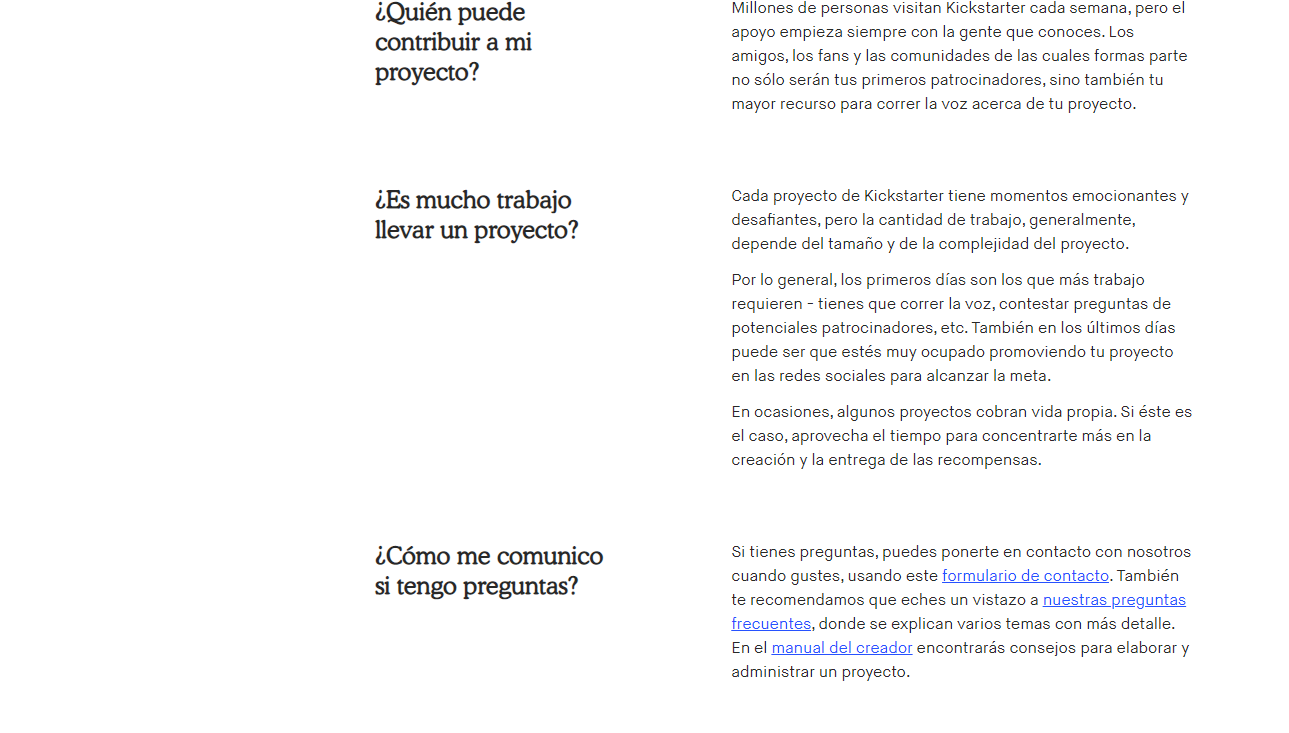 ¿Quién puede
contribuir a mi
proyecto?
Millones de personas visitan Kickstarter cada semana, pero el
apoyo empieza siempre con la gente que conoces. Los
amigos, los fans y las comunidades de las cuales formas parte
no sólo serán tus primeros patrocinadores, sino también tu
mayor recurso para correr la voz acerca de tu proyecto.
¿Es mucho trabajo
llevar un proyecto?
Cada proyecto de Kickstarter tiene momentos emocionantes y
desafiantes, pero la cantidad de trabajo, generalmente,
depende del tamaño y de la complejidad del proyecto.
Por lo general, los primeros días son los que más trabajo
requieren - tienes que correr la voz, contestar preguntas de
potenciales patrocinadores, etc. También en los últimos días
puede ser que estés muy ocupado promoviendo tu proyecto
en las redes sociales para alcanzar la meta.
En ocasiones, algunos proyectos cobran vida propia. Si éste es
el caso, aprovecha el tiempo para concentrarte más en la
creación y la entrega de las recompensas.
¿Cómo me comunico
si tengo preguntas?
Si tienes preguntas, puedes ponerte en contacto con nosotros
cuando gustes, usando este formulario de contacto. También
te recomendamos que eches un vistazo a nuestras preguntas
frecuentes, donde se explican varios temas con más detalle.
En el manual del creador encontrarás consejos para elaborar y
administrar un proyecto.